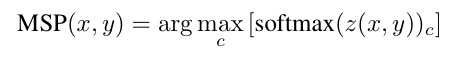 MSP(x, y) = arg max_c [softmax(z(x, y))_c]